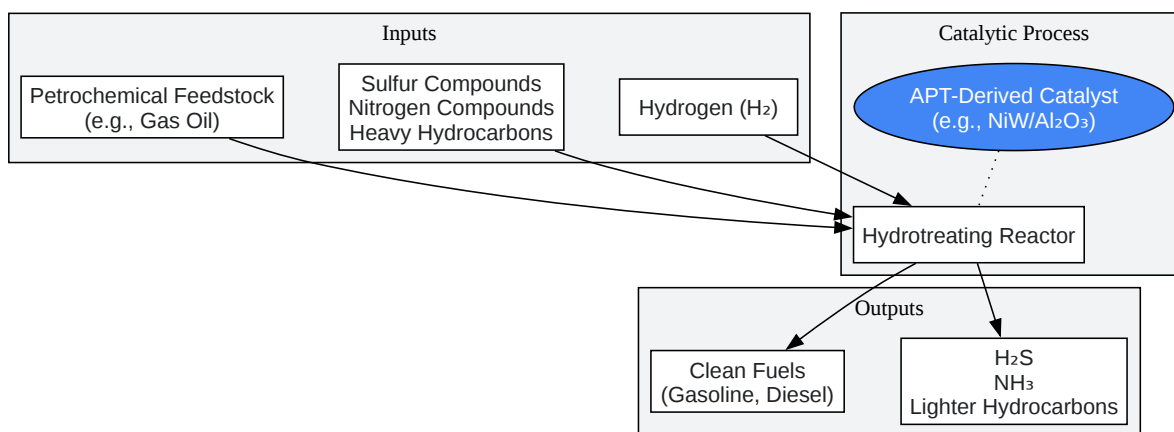 Inputs
Petrochemical Feedstock
(e.g., Gas Oil)
Sulfur Compounds
Nitrogen Compounds
Heavy Hydrocarbons
Hydrogen (H₂)
Catalytic Process
APT-Derived Catalyst
(e.g., NiW/Al₂O₃)
Hydrotreating Reactor
Outputs
Clean Fuels
(Gasoline, Diesel)
H₂S
NH₃
Lighter Hydrocarbons